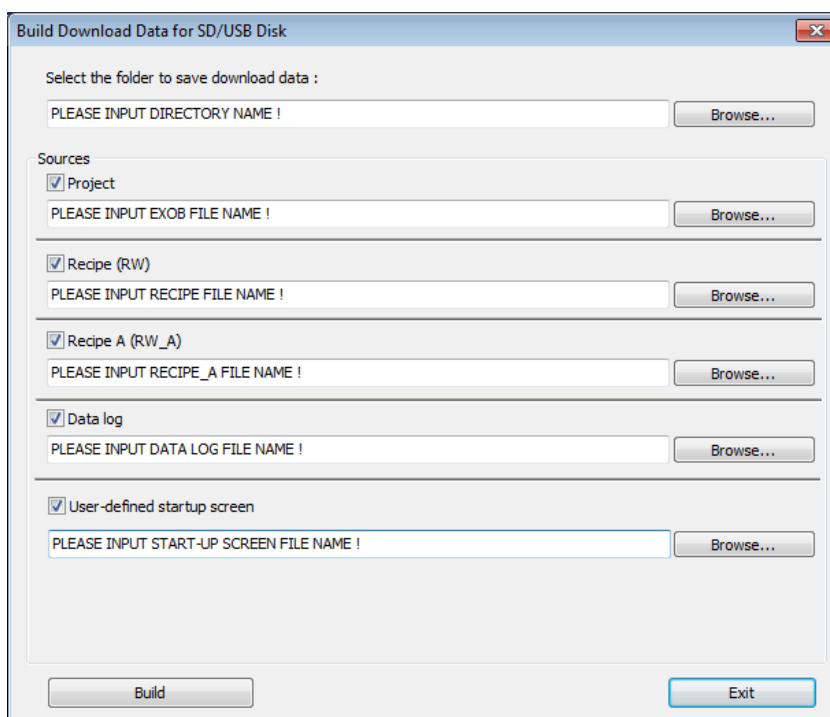 Build Download Data for SD/USB Disk
Select the folder to save download data :
PLEASE INPUT DIRECTORY NAME !
Browse...
Sources
Project
PLEASE INPUT EXOB FILE NAME !
Browse...
Recipe (RW)
PLEASE INPUT RECIPE FILE NAME !
Browse...
Recipe A (RW_A)
PLEASE INPUT RECIPE_A FILE NAME !
Browse...
Data log
PLEASE INPUT DATA LOG FILE NAME !
Browse...
User-defined startup screen
PLEASE INPUT START-UP SCREEN FILE NAME !
Browse...
Build
Exit